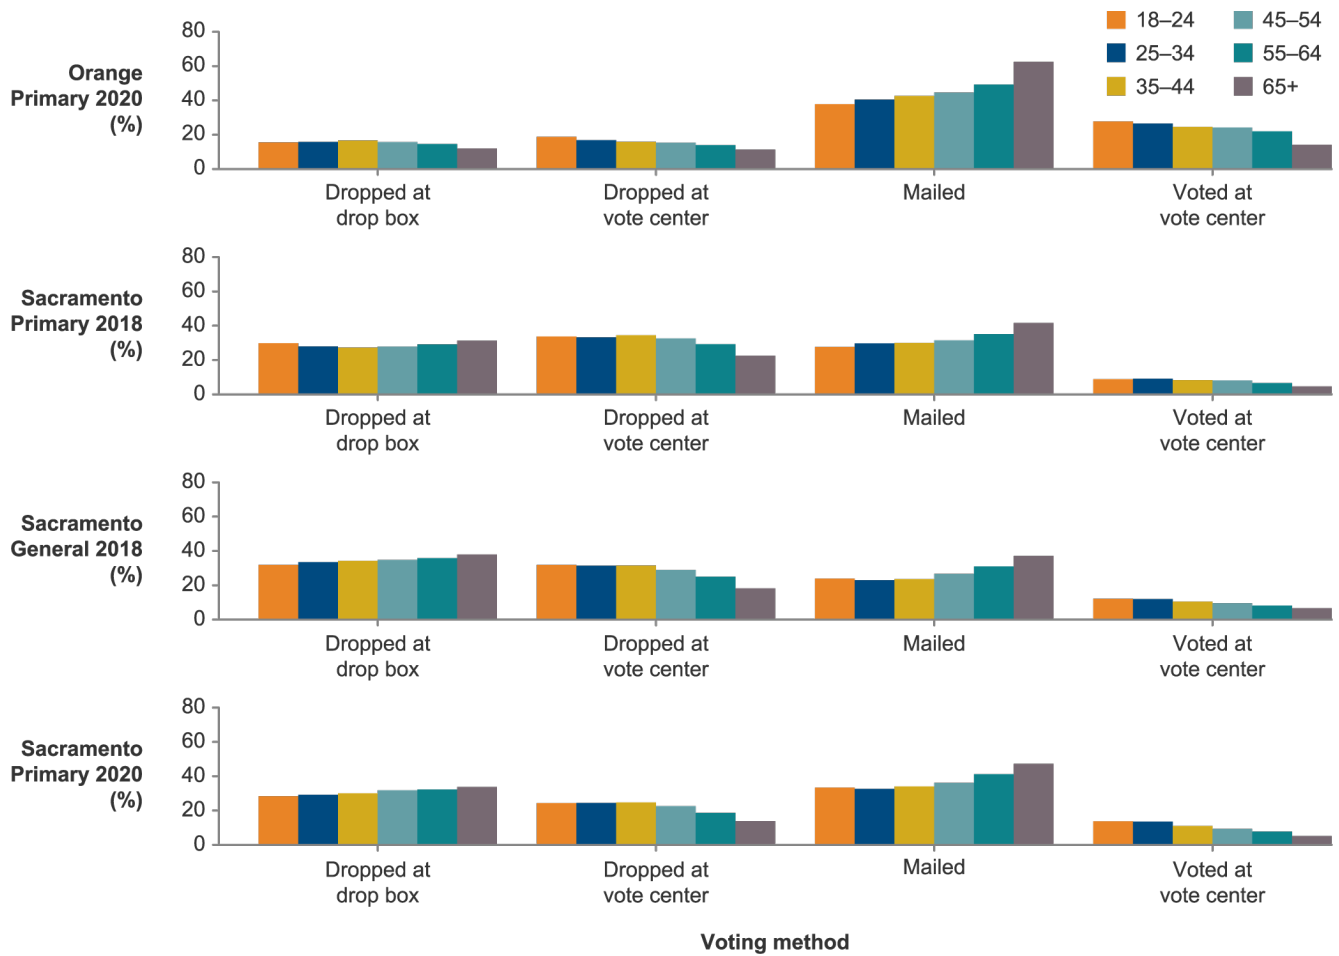 18–24
45–54
25–34
55–64
35–44
65+
Orange
Primary 2020
(%)
80
60
40
20
0
Dropped at
drop box
Dropped at
vote center
Mailed
Voted at
vote center
Sacramento
Primary 2018
(%)
80
60
40
20
0
Dropped at
drop box
Dropped at
vote center
Mailed
Voted at
vote center
Sacramento
General 2018
(%)
80
60
40
20
0
Dropped at
drop box
Dropped at
vote center
Mailed
Voted at
vote center
Sacramento
Primary 2020
(%)
80
60
40
20
0
Dropped at
drop box
Dropped at
vote center
Mailed
Voted at
vote center
Voting method